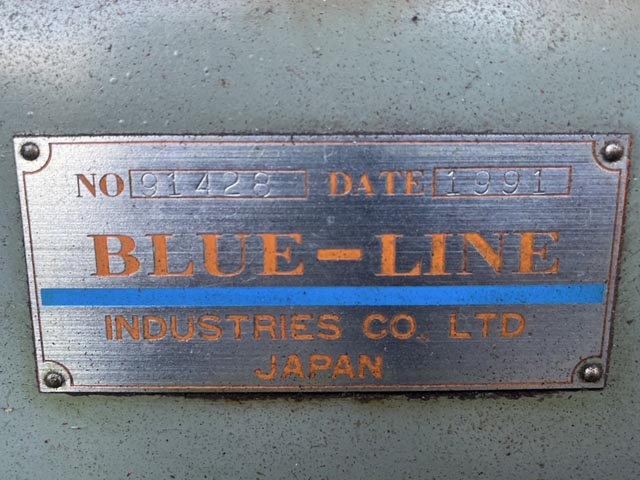 NO 91428 DATE 1991
BLUE-LINE
INDUSTRIES CO. LTD.
JAPAN